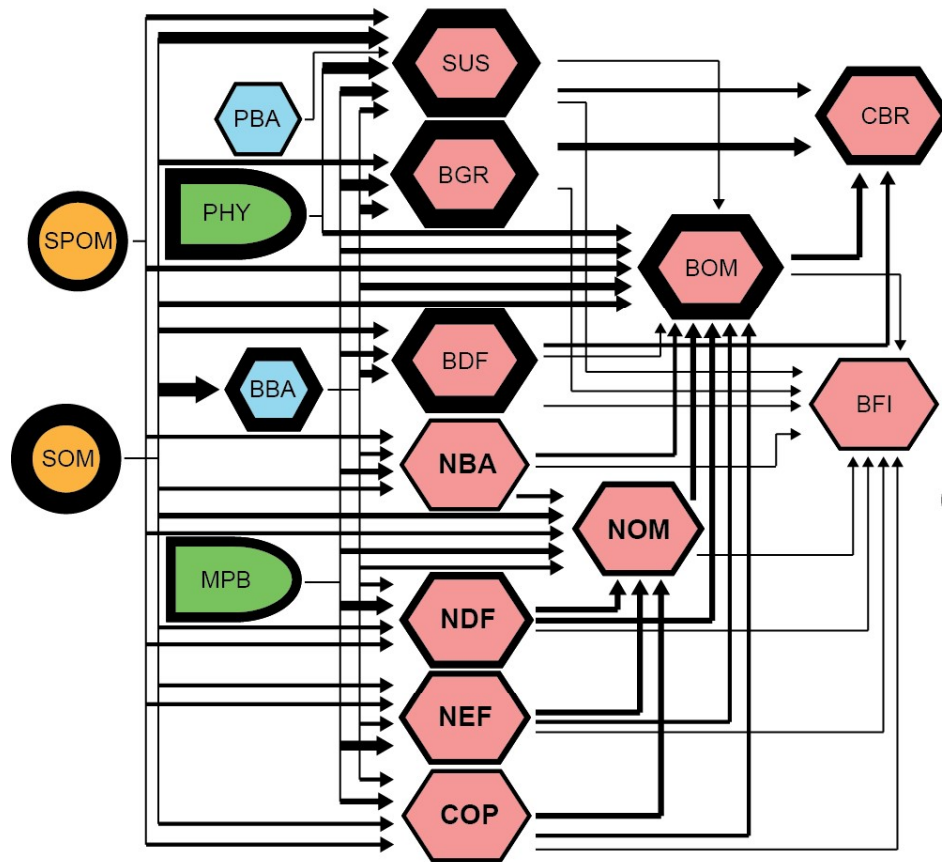 SUS
PBA
CBR
BGR
PHY
SPOM
BOM
BDF
BBA
BFI
SOM
NBA
NOM
MPB
NDF
NEF
COP